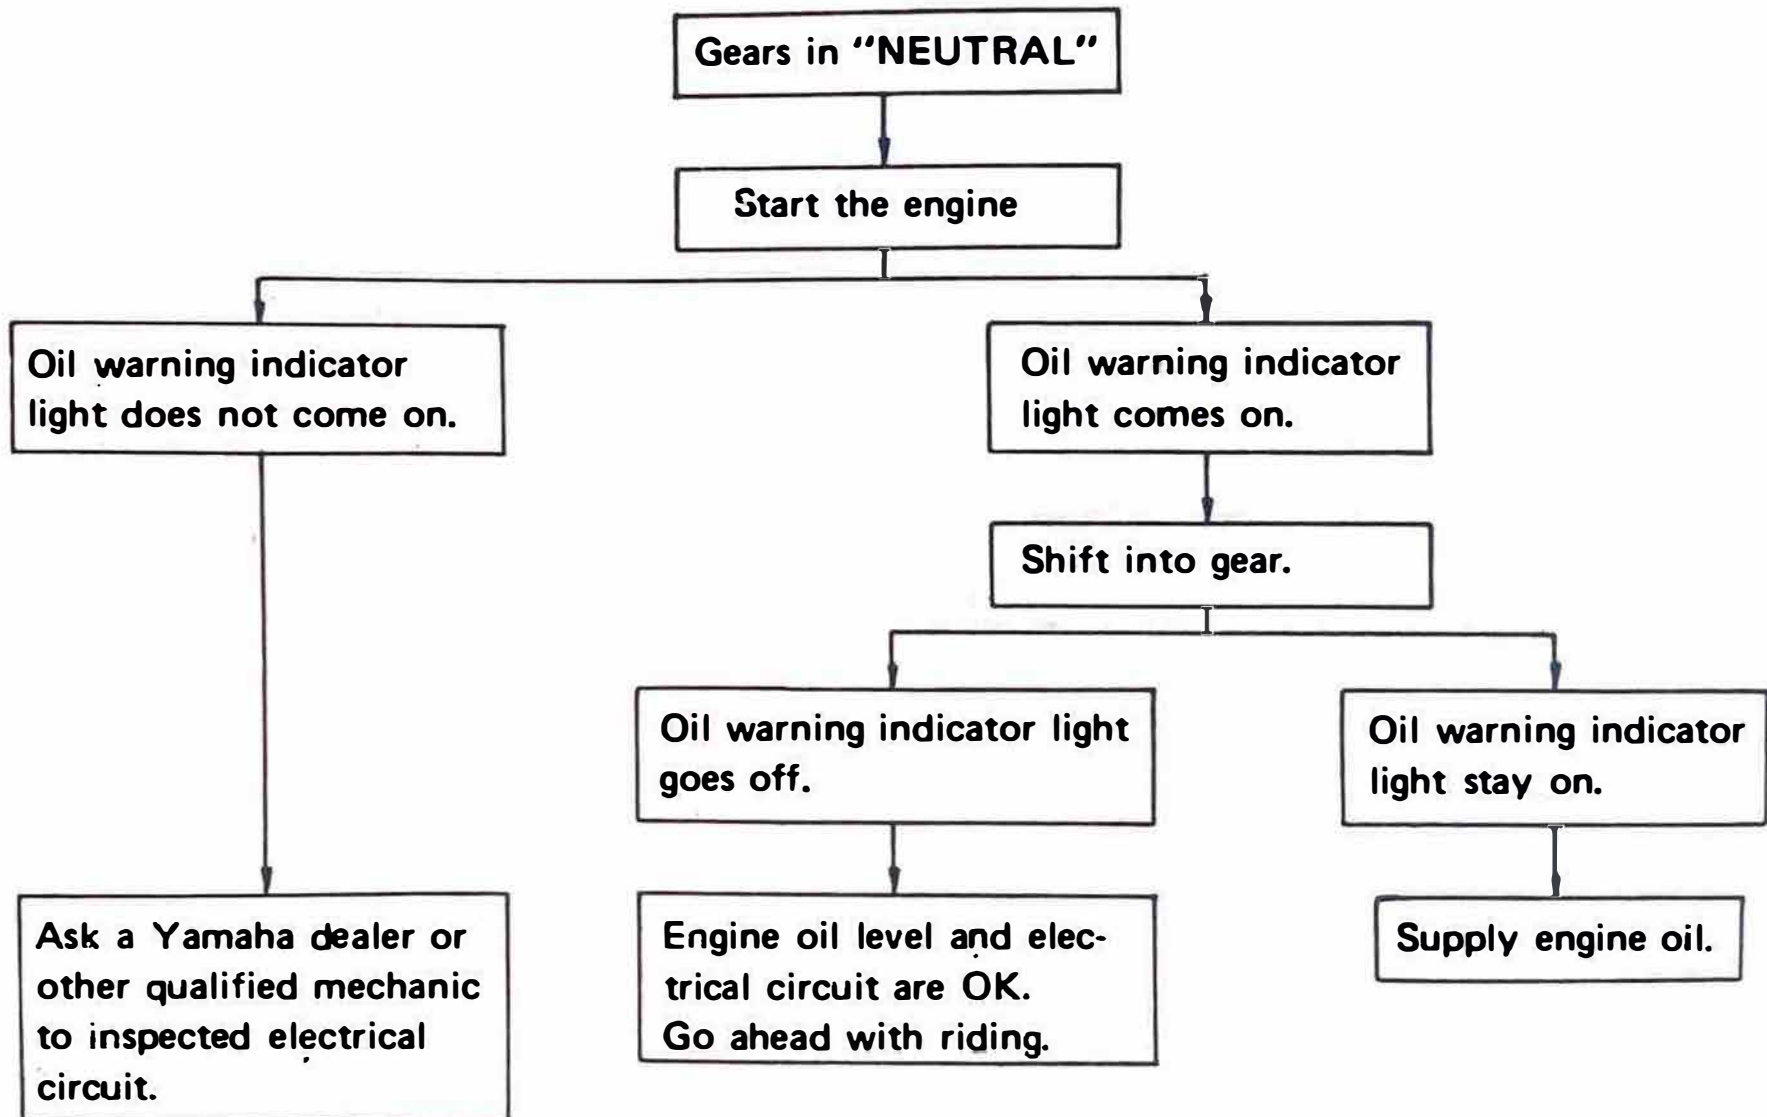 Gears in “NEUTRAL”
Start the engine
Oil warning indicator
light does not come on.
Oil warning indicator
light comes on.
Shift into gear.
Oil warning indicator light
goes off.
Oil warning indicator
light stay on.
Ask a Yamaha dealer or
other qualified mechanic
to inspected electrical
circuit.
Engine oil level and elec-
trical circuit are OK.
Go ahead with riding.
Supply engine oil.